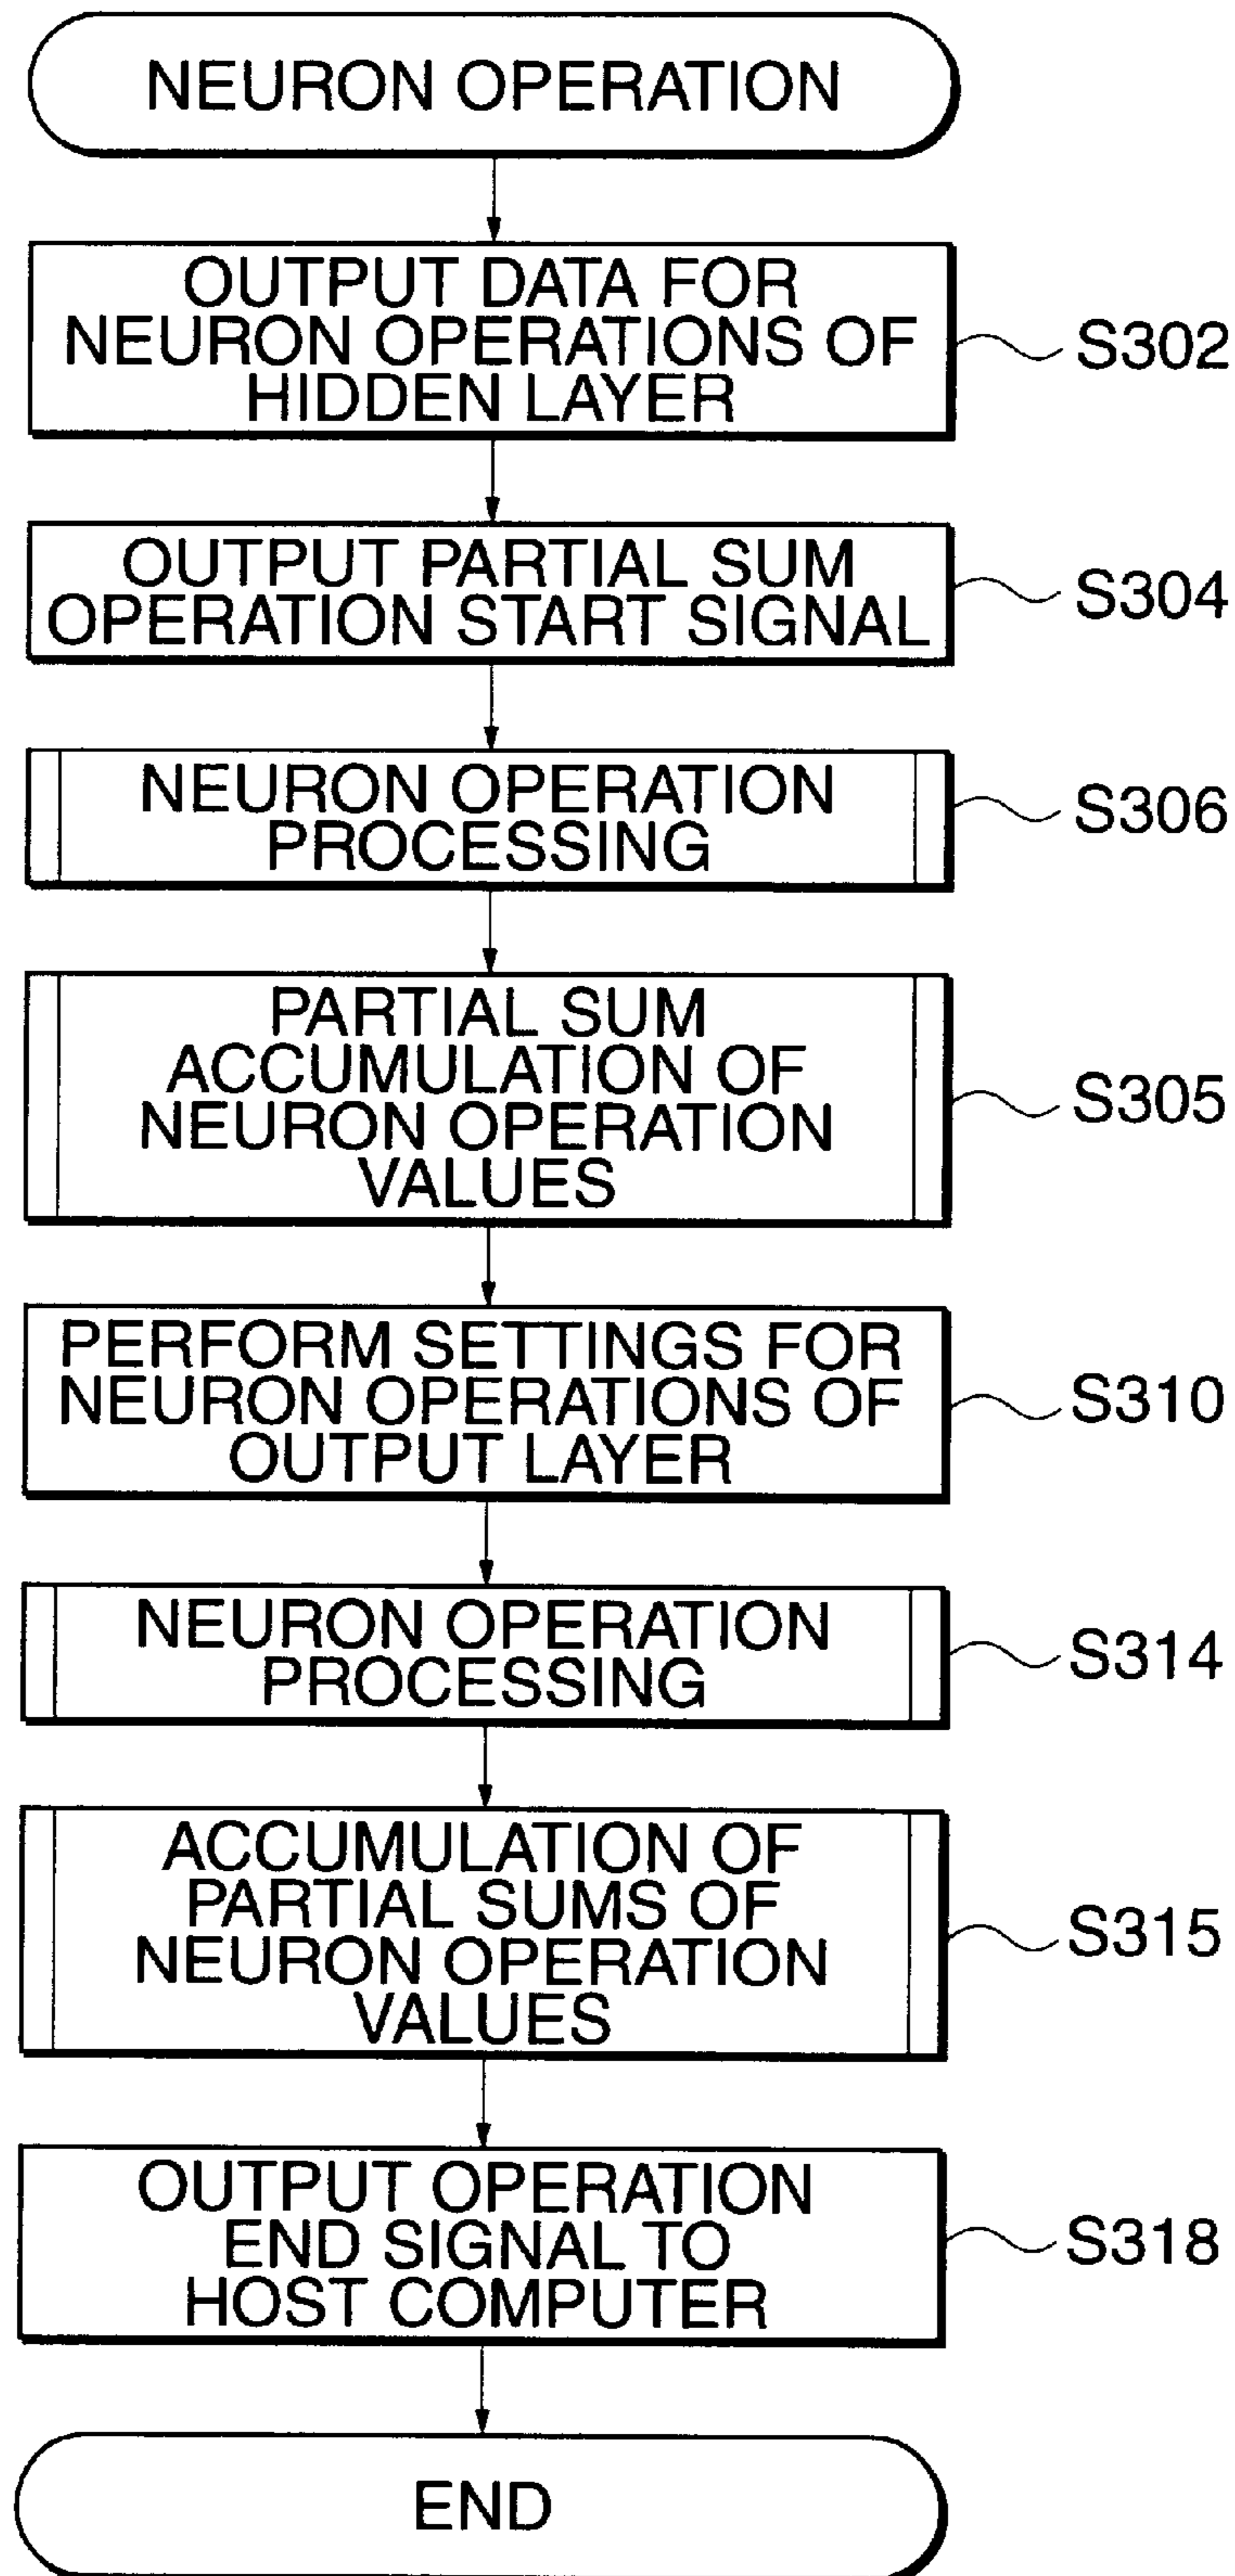 NEURON OPERATION
OUTPUT DATA FOR
NEURON OPERATIONS OF
HIDDEN LAYER
S302
OUTPUT PARTIAL SUM
OPERATION START SIGNAL
S304
NEURON OPERATION
PROCESSING
S306
PARTIAL SUM
ACCUMULATION OF
NEURON OPERATION
VALUES
S305
PERFORM SETTINGS FOR
NEURON OPERATIONS OF
OUTPUT LAYER
S310
NEURON OPERATION
PROCESSING
S314
ACCUMULATION OF
PARTIAL SUMS OF
NEURON OPERATION
VALUES
S315
OUTPUT OPERATION
END SIGNAL TO
HOST COMPUTER
S318
END